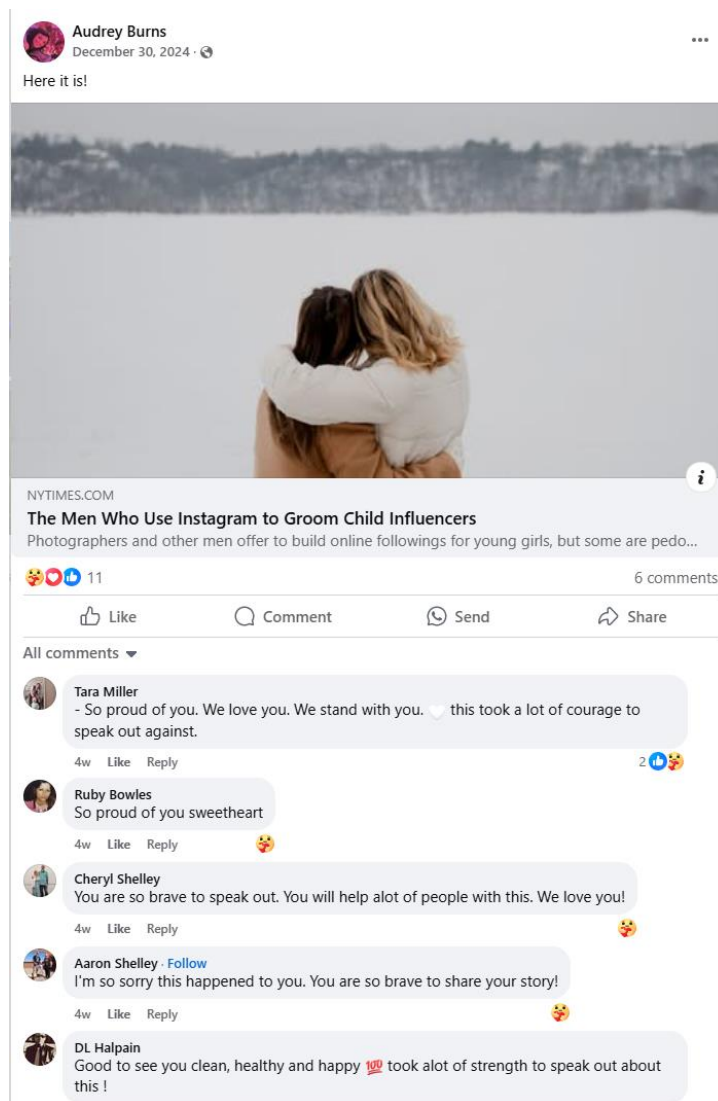 Audrey Burns
December 30, 2024 ·
Here it is!
NYTIMES.COM
The Men Who Use Instagram to Groom Child Influencers
Photographers and other men offer to build online followings for young girls, but some are pedo...
11
6 comments
Like Comment Send Share
All comments
Tara Miller
- So proud of you. We love you. We stand with you. 🤍 this took a lot of courage to
speak out against.
4w Like Reply 2
Ruby Bowles
So proud of you sweetheart
4w Like Reply
Cheryl Shelley
You are so brave to speak out. You will help alot of people with this. We love you!
4w Like Reply
Aaron Shelley · Follow
I'm so sorry this happened to you. You are so brave to share your story!
4w Like Reply
DL Halpain
Good to see you clean, healthy and happy 💯 took alot of strength to speak out about
this !